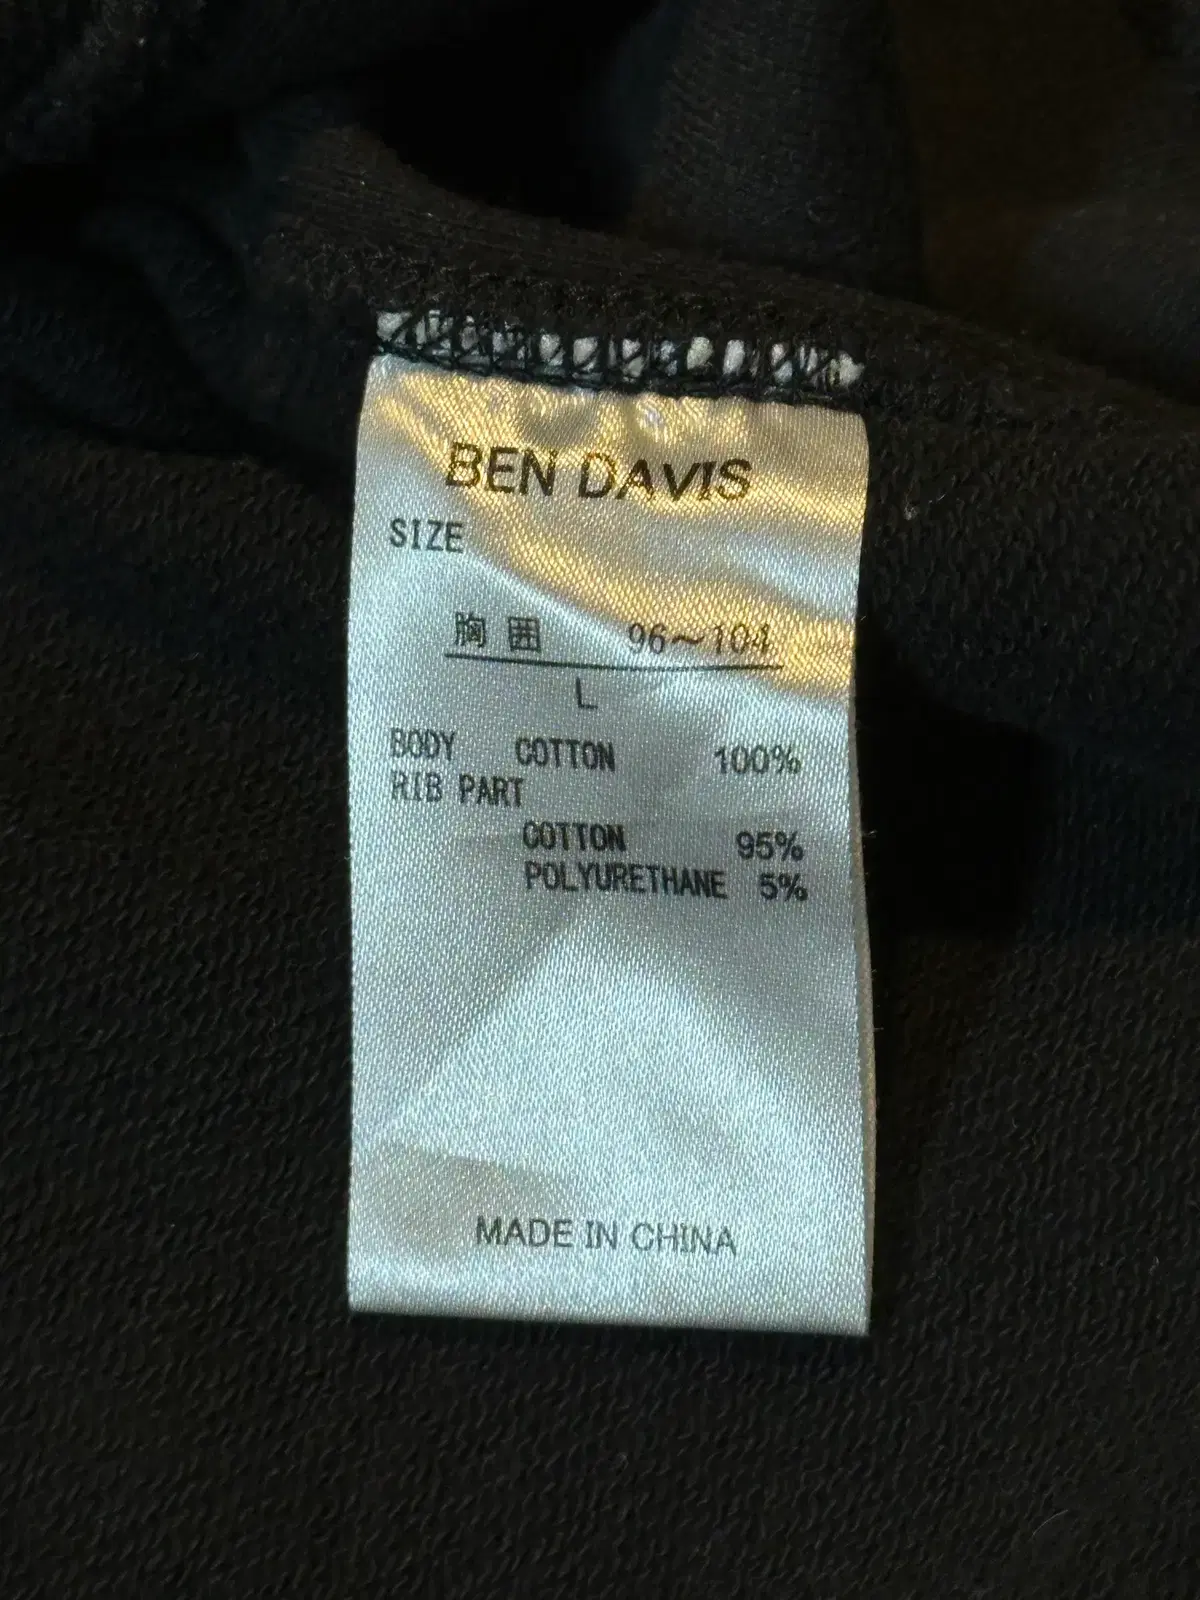 BEN DAVIS
SIZE
胸囲 96～104
L
BODY COTTON 100%
RIB PART
COTTON 95%
POLYURETHANE 5%
MADE IN CHINA